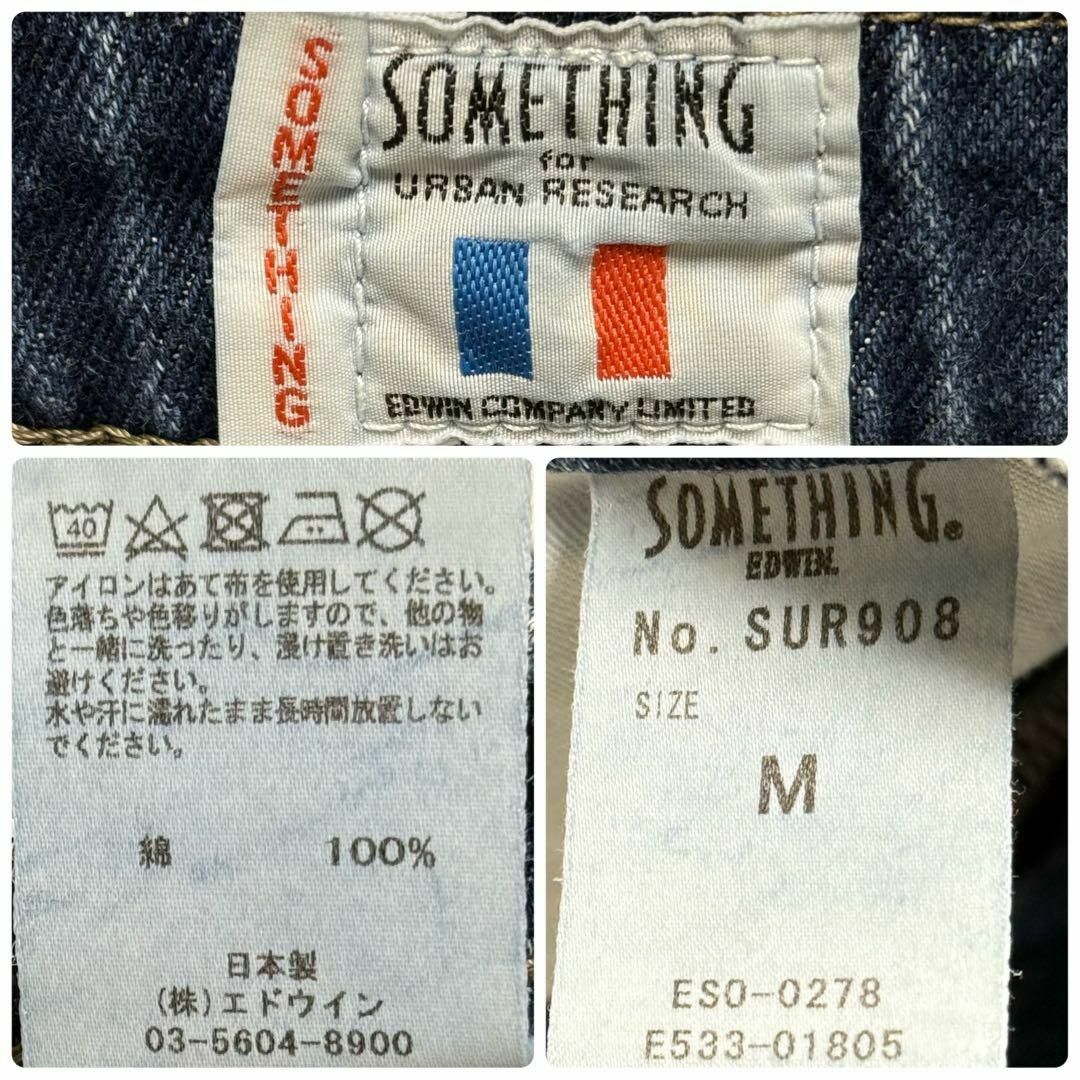 SOMETHING
SOMETHING
for
URBAN RESEARCH
EDWIN COMPANY LIMITED
40
アイロンはあて布を使用してください。
色落ちや色移りがしますので、他の物
と一緒に洗ったり、浸け置き洗いはお
避けください。
水や汗に濡れたまま長時間放置しない
でください。
綿 100%
日本製
(株)エドウイン
03-5604-8900
SOMETHING®
EDWIN.
No. SUR908
SIZE
M
ESO-0278
E533-01805